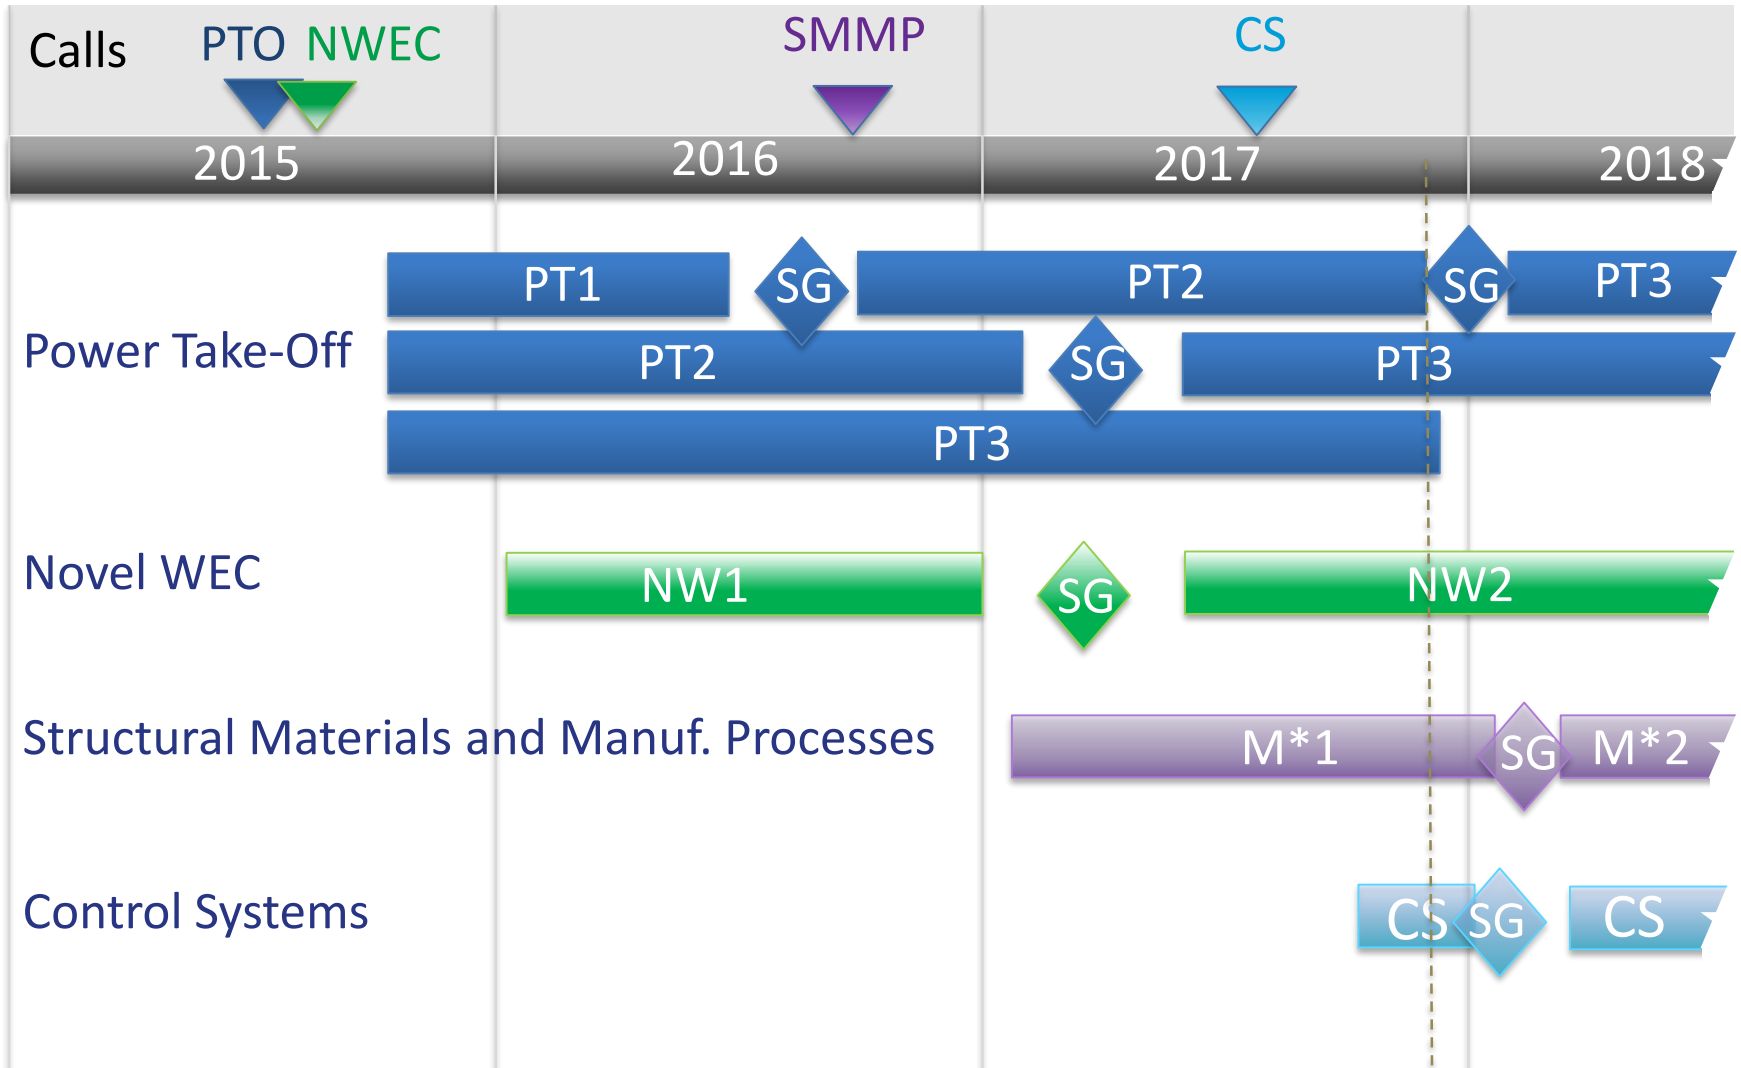 Calls PTO NWEC SMMP CS
2015 2016 2017 2018
PT1 SG PT2 SG PT3
Power Take-Off PT2 SG PT3
PT3
Novel WEC NW1 SG NW2
Structural Materials and Manuf. Processes M*1 SG M*2
Control Systems CS SG CS